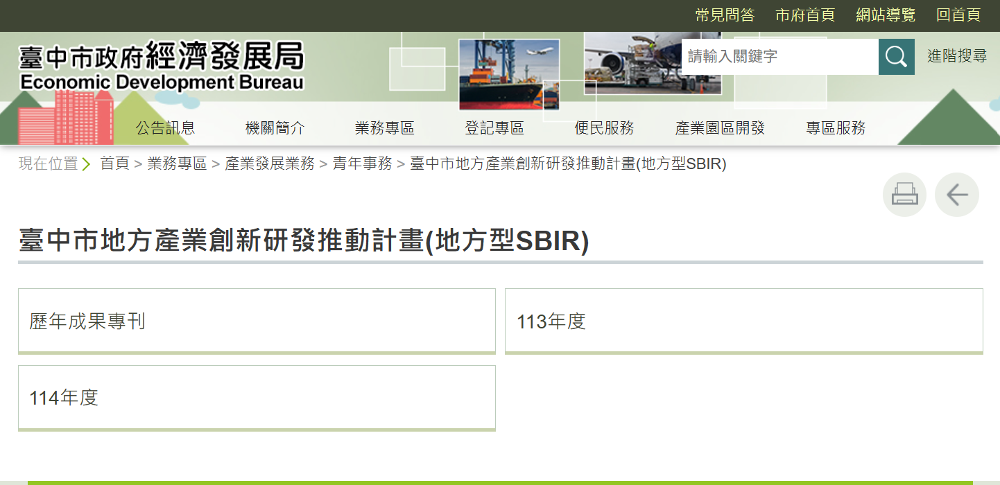 常見問答 市府首頁 網站導覽 回首頁
臺中市政府經濟發展局
Economic Development Bureau
請輸入關鍵字 進階搜尋
公告訊息 機關簡介 業務專區 登記專區 便民服務 產業園區開發 專區服務
現在位置 首頁 > 業務專區 > 產業發展業務 > 青年事務 > 臺中市地方產業創新研發推動計畫(地方型SBIR)
臺中市地方產業創新研發推動計畫(地方型SBIR)
歷年成果專刊 113年度
114年度